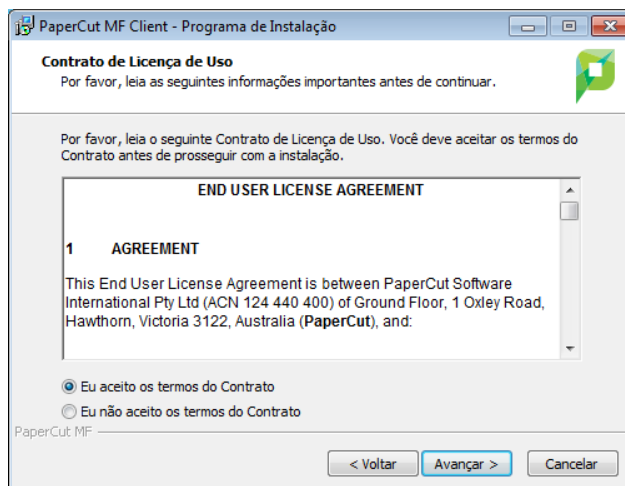 PaperCut MF Client - Programa de Instalação
Contrato de Licença de Uso
Por favor, leia as seguintes informações importantes antes de continuar.
Por favor, leia o seguinte Contrato de Licença de Uso. Você deve aceitar os termos do
Contrato antes de prosseguir com a instalação.
END USER LICENSE AGREEMENT
1 AGREEMENT
This End User License Agreement is between PaperCut Software
International Pty Ltd (ACN 124 440 400) of Ground Floor, 1 Oxley Road,
Hawthorn, Victoria 3122, Australia (PaperCut), and:
Eu aceito os termos do Contrato
Eu não aceito os termos do Contrato
PaperCut MF
< Voltar Avançar > Cancelar